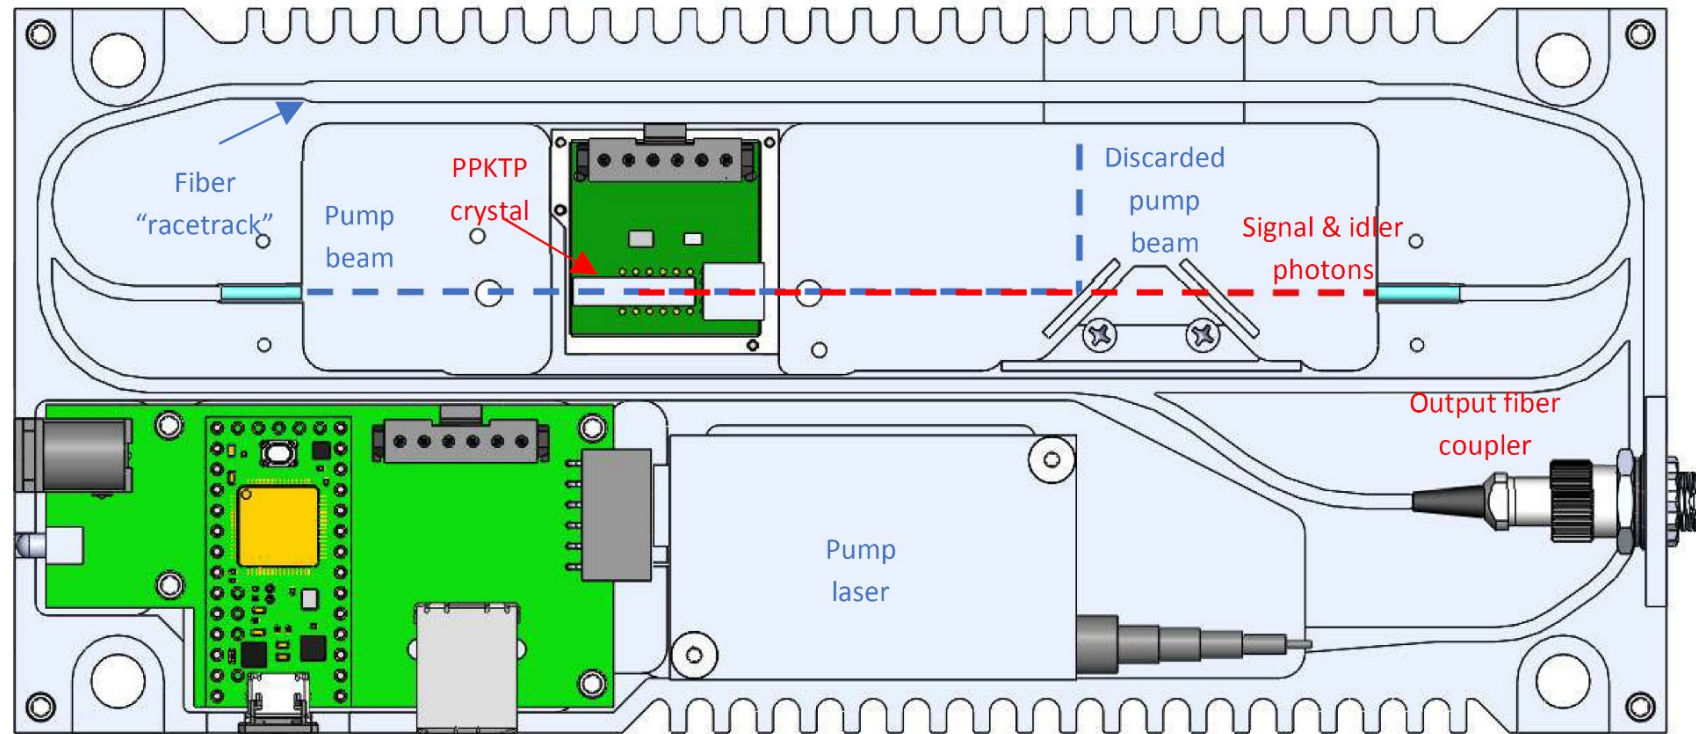 Fiber
“racetrack”
Pump
beam
PPKTP
crystal
Discarded
pump
beam
Signal & idler
photons
Output fiber
coupler
Pump
laser